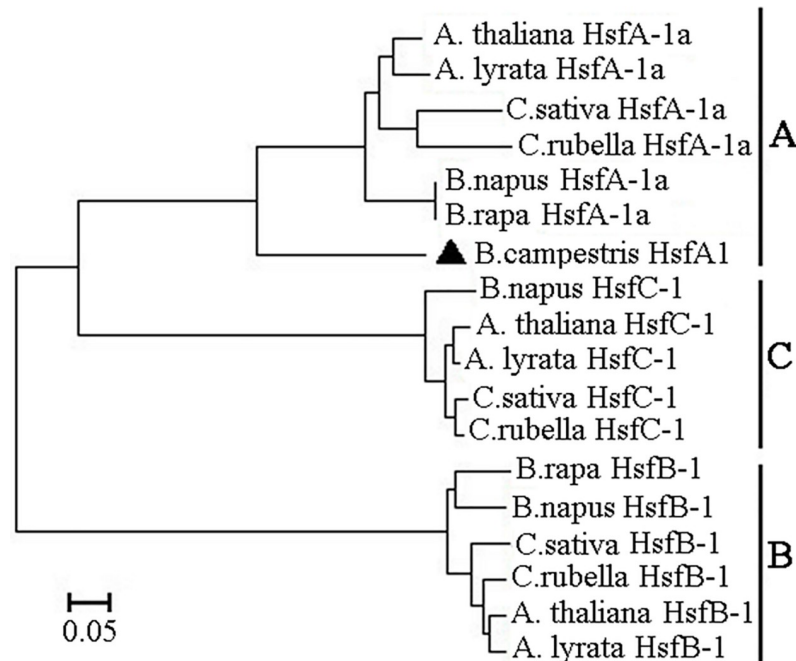 A. thaliana HsfA-1a
A. lyrata HsfA-1a
C.sativa HsfA-1a
C.rubella HsfA-1a
B.napus HsfA-1a
B.rapa HsfA-1a
B.campestris HsfA1
A
B.napus HsfC-1
A. thaliana HsfC-1
A. lyrata HsfC-1
C.sativa HsfC-1
C.rubella HsfC-1
C
B.rapa HsfB-1
B.napus HsfB-1
C.sativa HsfB-1
C.rubella HsfB-1
A. thaliana HsfB-1
A. lyrata HsfB-1
B
0.05